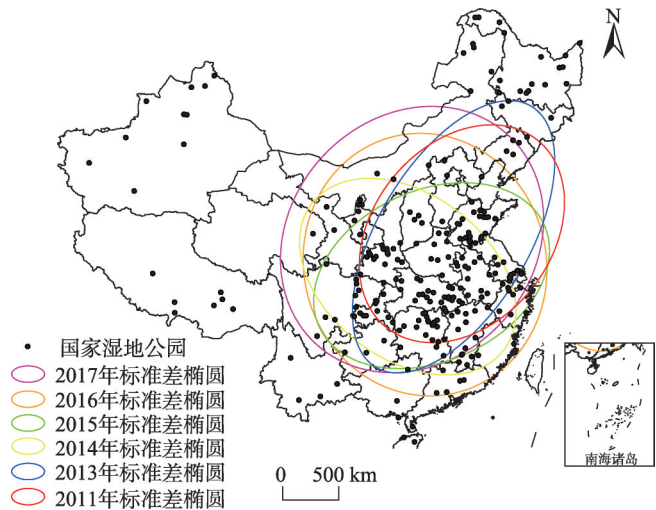 N
国家湿地公园
2017年标准差椭圆
2016年标准差椭圆
2015年标准差椭圆
2014年标准差椭圆
2013年标准差椭圆
2011年标准差椭圆
0 500 km
南海诸岛